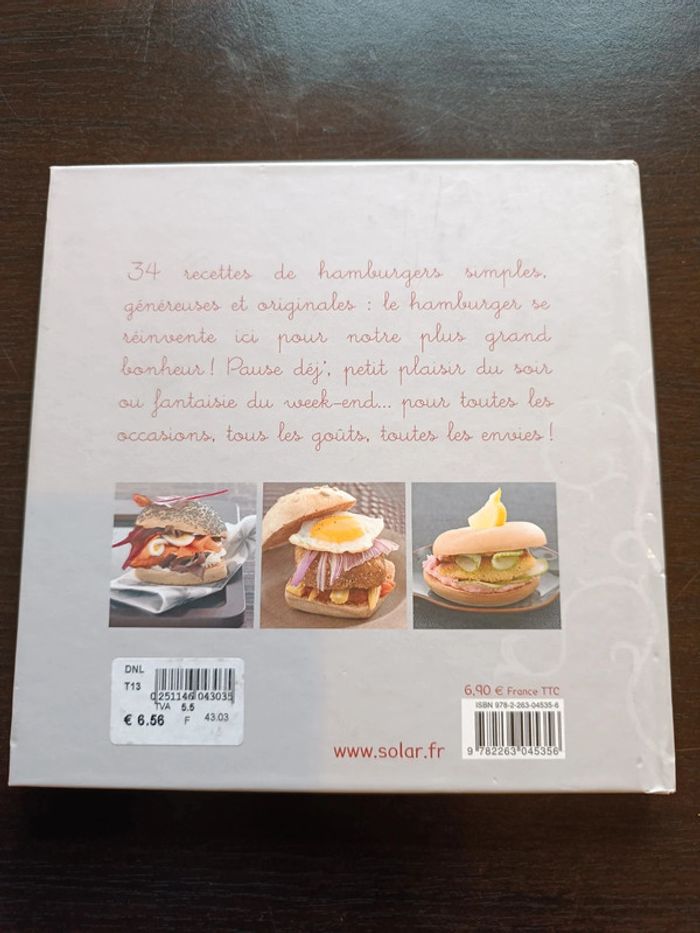 34 recettes de hamburgers simples,
généreuses et originales : le hamburger se
réinvente ici pour notre plus grand
bonheur ! Pause déj', petit plaisir du soir
ou fantaisie du week-end... pour toutes les
occasions, tous les goûts, toutes les envies !
DNL
T13
0251146 043035
TVA 5.5
€ 6.56 F 43.03
6,90 € France TTC
ISBN 978-2-263-04535-6
9 782263 045356
www.solar.fr